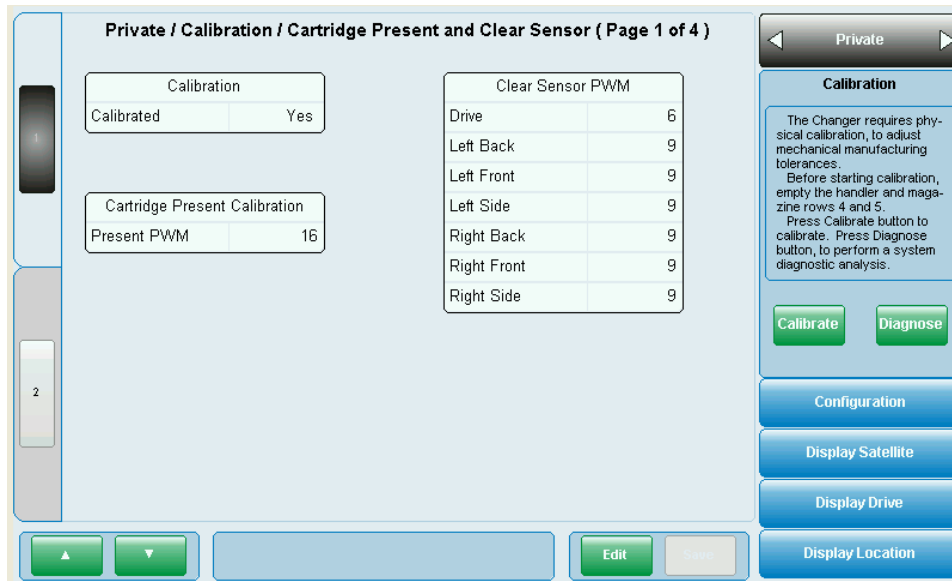 Private / Calibration / Cartridge Present and Clear Sensor ( Page 1 of 4 )
1
2
Calibration
Calibrated Yes
Cartridge Present Calibration
Present PWM 16
Clear Sensor PWM
Drive 6
Left Back 9
Left Front 9
Left Side 9
Right Back 9
Right Front 9
Right Side 9
Edit
Save
Private
Calibration
The Changer requires phy-
sical calibration, to adjust
mechanical manufacturing
tolerances.
Before starting calibration,
empty the handler and maga-
zine rows 4 and 5.
Press Calibrate button to
calibrate. Press Diagnose
button, to perform a system
diagnostic analysis.
Calibrate
Diagnose
Configuration
Display Satellite
Display Drive
Display Location